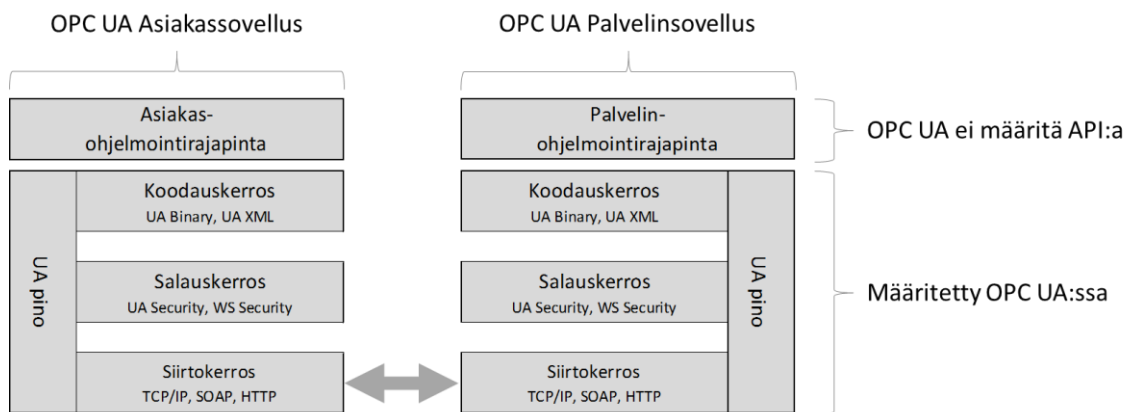 OPC UA Asiakassovellus
OPC UA Palvelinsovellus
Asiakas-
ohjelmointirajapinta
Palvelin-
ohjelmointirajapinta
OPC UA ei määritä API:a
UA pino
Koodauskerros
UA Binary, UA XML
Salauskerros
UA Security, WS Security
Siirtokerros
TCP/IP, SOAP, HTTP
Koodauskerros
UA Binary, UA XML
Salauskerros
UA Security, WS Security
Siirtokerros
TCP/IP, SOAP, HTTP
UA pino
Määritetty OPC UA:ssa